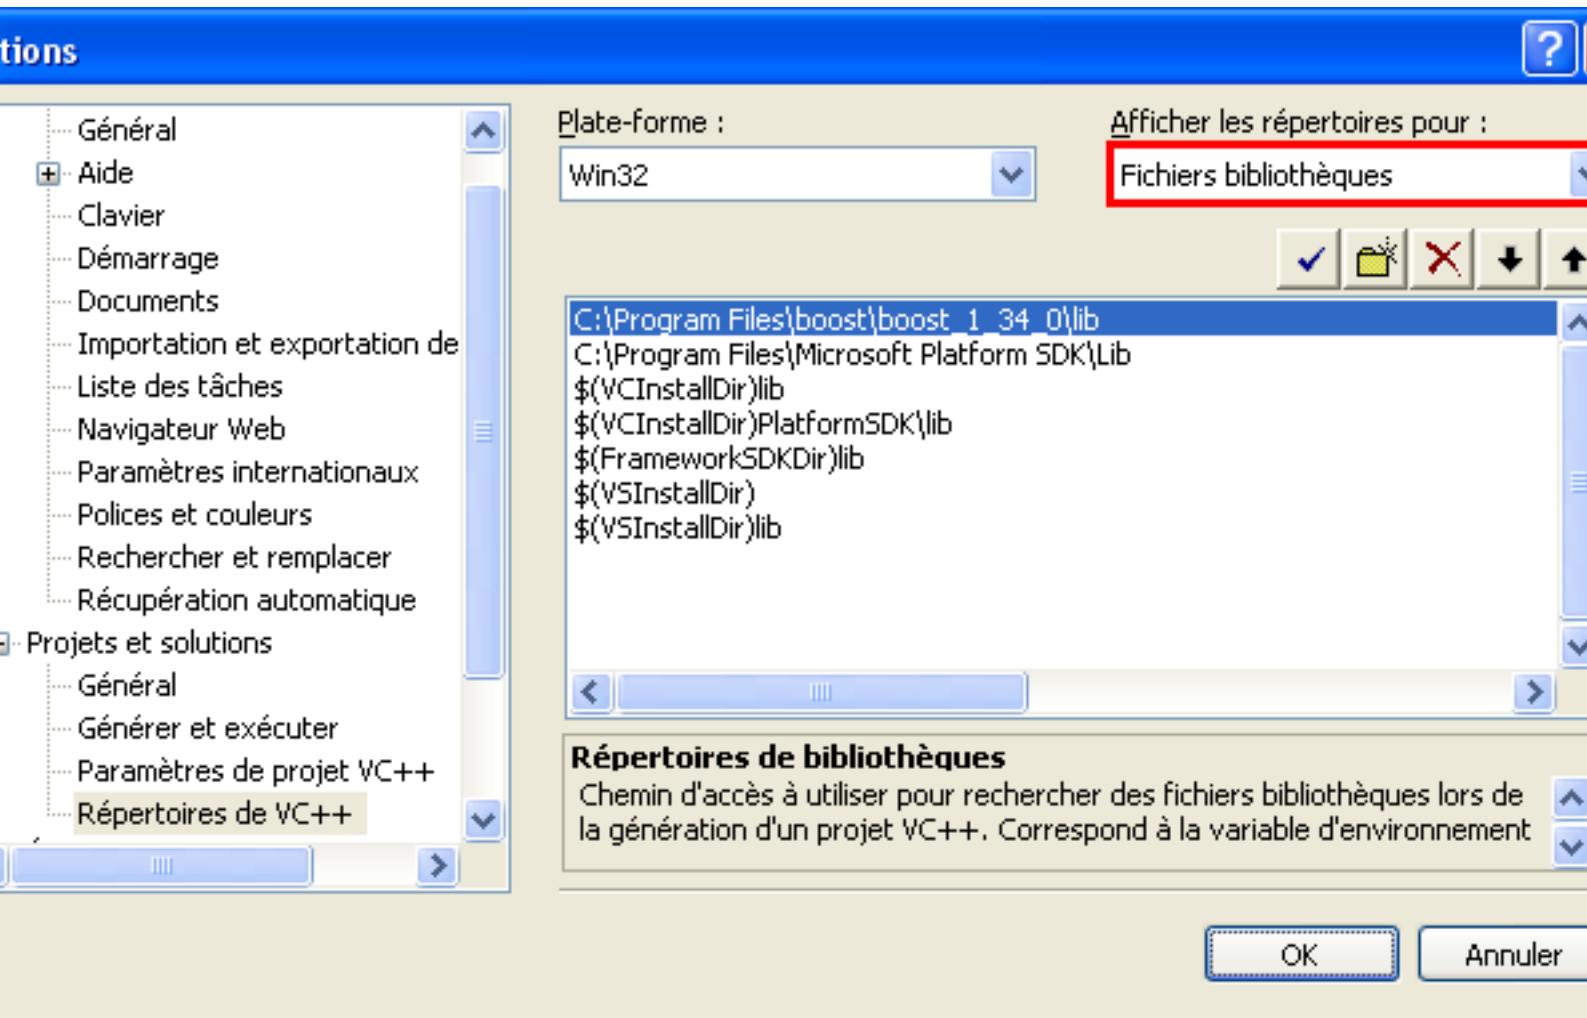 tions
Général
Aide
Clavier
Démarrage
Documents
Importation et exportation de
Liste des tâches
Navigateur Web
Paramètres internationaux
Polices et couleurs
Rechercher et remplacer
Récupération automatique
Projets et solutions
Général
Générer et exécuter
Paramètres de projet VC++
Répertoires de VC++
Plate-forme :
Win32
Afficher les répertoires pour :
Fichiers bibliothèques
C:\Program Files\boost\boost_1_34_0\lib
C:\Program Files\Microsoft Platform SDK\Lib
$(VCInstallDir)lib
$(VCInstallDir)PlatformSDK\lib
$(FrameworkSDKDir)lib
$(VSInstallDir)
$(VSInstallDir)lib
Répertoires de bibliothèques
Chemin d'accès à utiliser pour rechercher des fichiers bibliothèques lors de
la génération d'un projet VC++. Correspond à la variable d'environnement
OK
Annuler